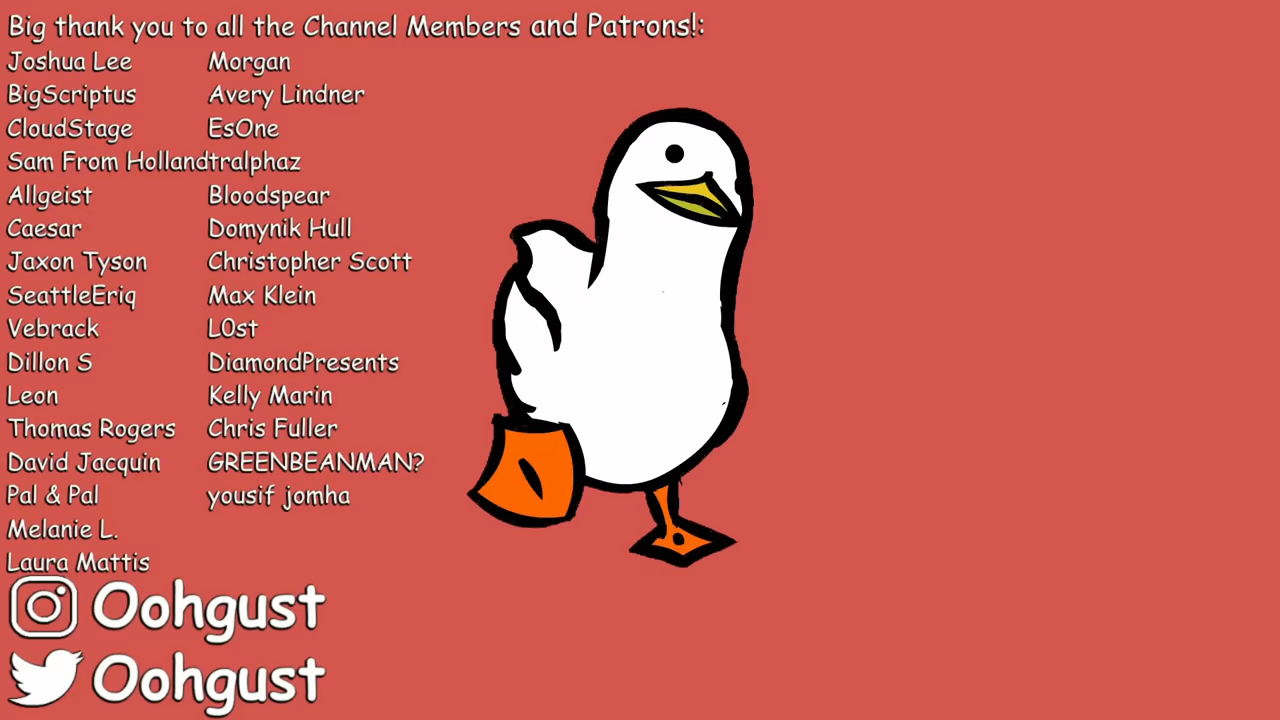 Big thank you to all the Channel Members and Patrons!:
Joshua Lee Morgan
BigScriptus Avery Lindner
CloudStage EsOne
Sam From Hollandtralphaz
Allgeist Bloodspear
Caesar Domynik Hull
Jaxon Tyson Christopher Scott
SeattleEriq Max Klein
Vebrack L0st
Dillon S DiamondPresents
Leon Kelly Marin
Thomas Rogers Chris Fuller
David Jacquin GREENBEANMAN?
Pal & Pal yousif jomha
Melanie L.
Laura Mattis
Oohgust
Oohgust